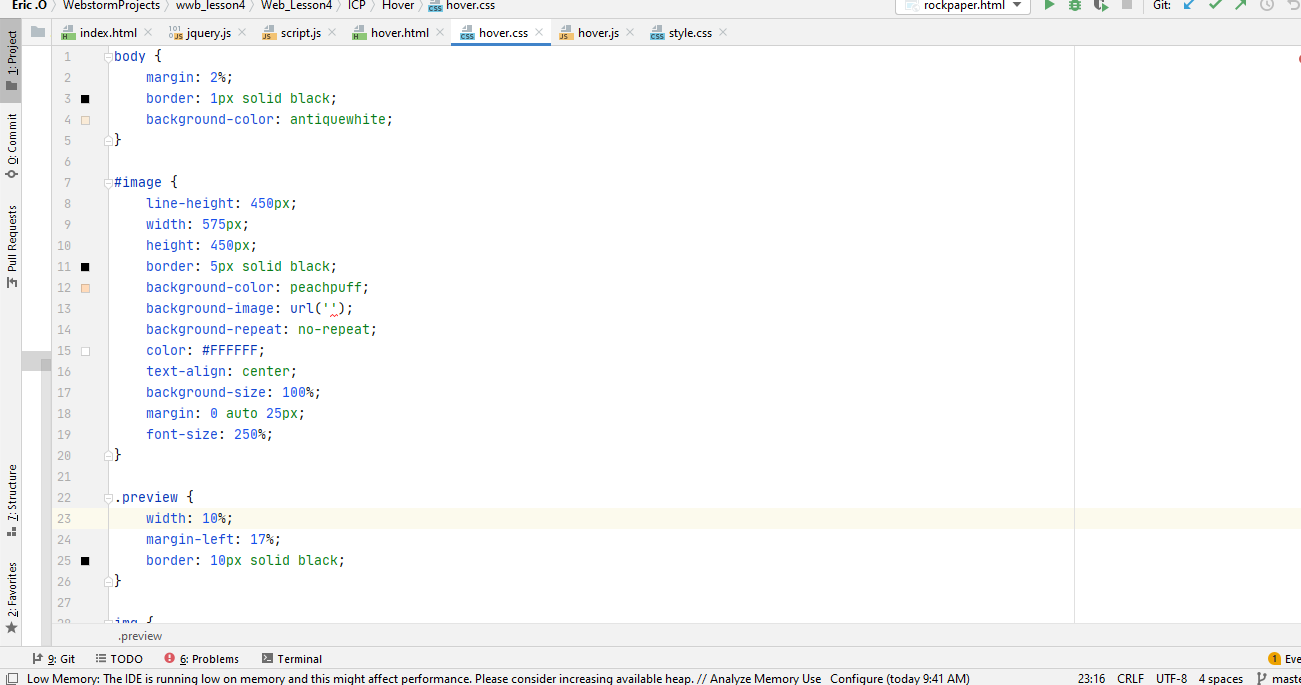 Eric.O WebstormProjects wwb_lesson4 Web_Lesson4 ICP Hover hover.css rockpaper.html Git:
index.html jquery.js script.js hover.html hover.css hover.js style.css
1: Project
0: Commit
Pull Requests
7: Structure
2: Favorites
1 body {
2 margin: 2%;
3 border: 1px solid black;
4 background-color: antiquewhite;
5 }
6
7 #image {
8 line-height: 450px;
9 width: 575px;
10 height: 450px;
11 border: 5px solid black;
12 background-color: peachpuff;
13 background-image: url('');
14 background-repeat: no-repeat;
15 color: #FFFFFF;
16 text-align: center;
17 background-size: 100%;
18 margin: 0 auto 25px;
19 font-size: 250%;
20 }
21
22 .preview {
23 width: 10%;
24 margin-left: 17%;
25 border: 10px solid black;
26 }
27
28 img {
.preview
9: Git TODO 6: Problems Terminal 1 Eve
Low Memory: The IDE is running low on memory and this might affect performance. Please consider increasing available heap. // Analyze Memory Use Configure (today 9:41 AM) 23:16 CRLF UTF-8 4 spaces maste